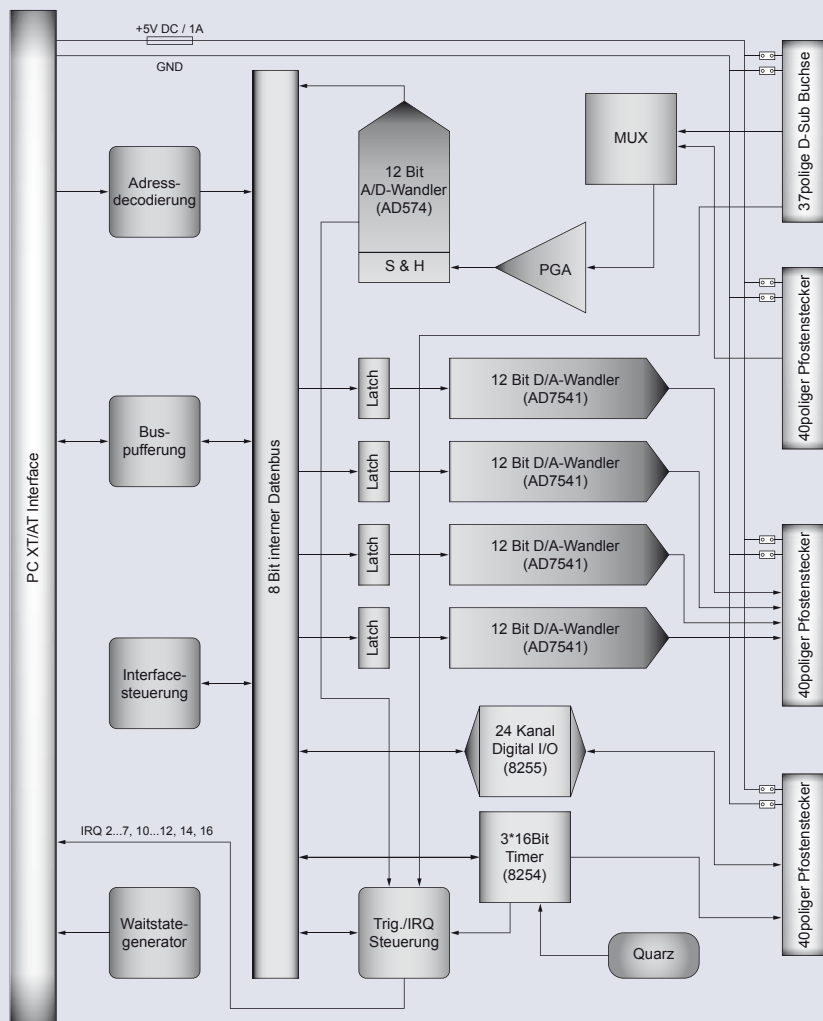 +5V DC / 1A
GND
PC XT/AT Interface
Adress-
decodierung
Bus-
pufferung
Interface-
steuerung
IRQ 2...7, 10...12, 14, 16
Waitstate-
generator
8 Bit interner Datenbus
12 Bit
A/D-Wandler
(AD574)
S & H
PGA
MUX
Latch
12 Bit D/A-Wandler
(AD7541)
Latch
12 Bit D/A-Wandler
(AD7541)
Latch
12 Bit D/A-Wandler
(AD7541)
Latch
12 Bit D/A-Wandler
(AD7541)
24 Kanal
Digital I/O
(8255)
3*16Bit
Timer
(8254)
Trig./IRQ
Steuerung
Quarz
37polige D-Sub Buchse
40poliger Pfostenstecker
40poliger Pfostenstecker
40poliger Pfostenstecker